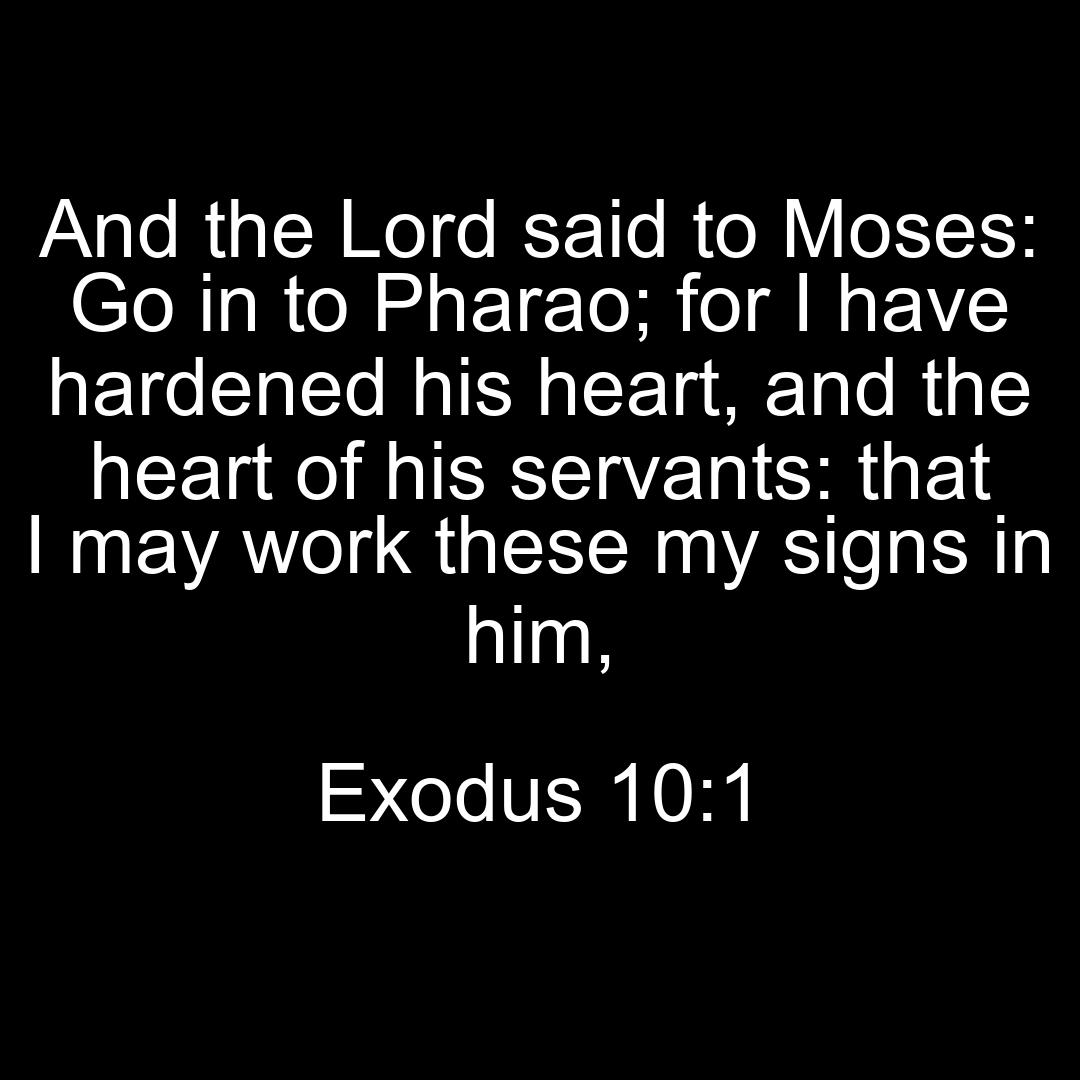 And the Lord said to Moses:
Go in to Pharao; for I have
hardened his heart, and the
heart of his servants: that
I may work these my signs in
him,
Exodus 10:1